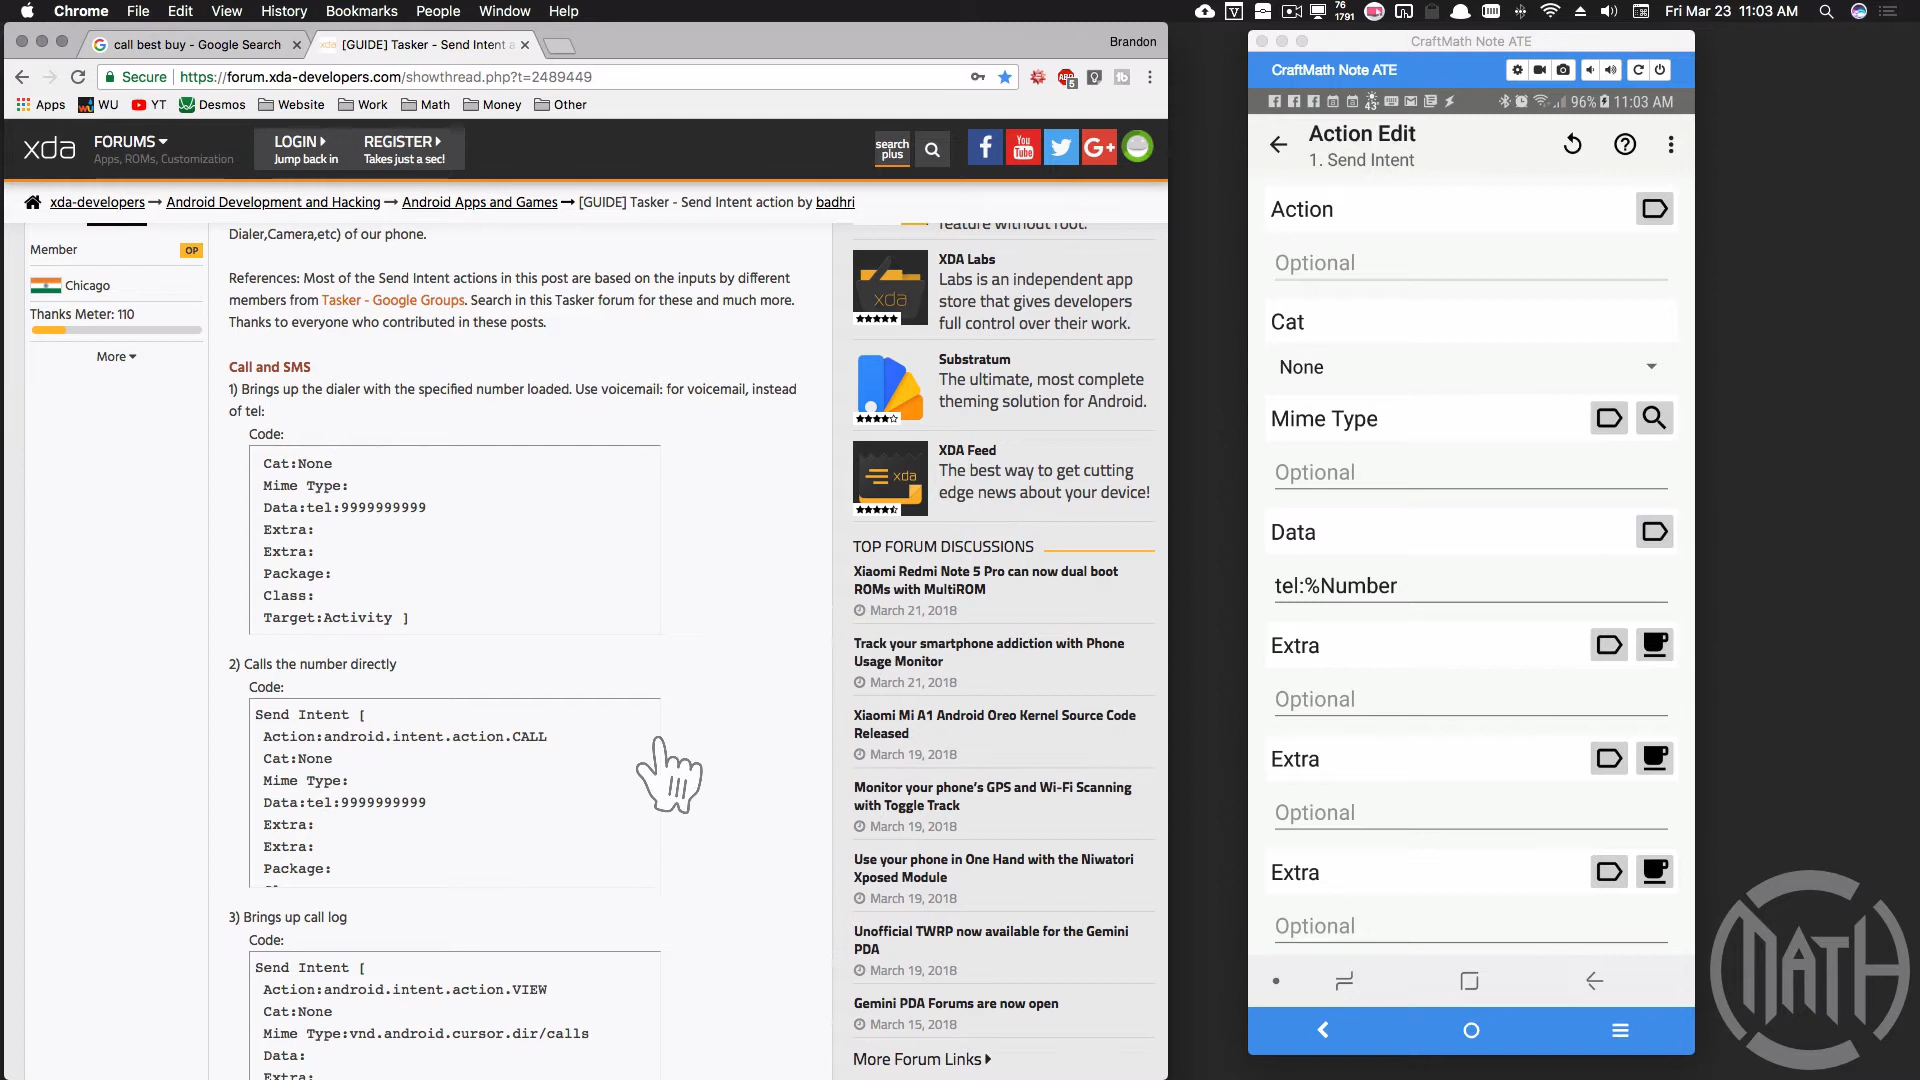 Chrome File Edit View History Bookmarks People Window Help
76
1791
Fri Mar 23 11:03 AM
call best buy - Google Search
[GUIDE] Tasker - Send Intent a
Brandon
Secure https://forum.xda-developers.com/showthread.php?t=2489449
Apps WU YT Desmos Website Work Math Money Other
xda
FORUMS
Apps, ROMs, Customization
LOGIN
Jump back in
REGISTER
Takes just a sec!
search
plus
xda-developers → Android Development and Hacking → Android Apps and Games → [GUIDE] Tasker - Send Intent action by badhri
Member
OP
Chicago
Thanks Meter: 110
More
Dialer,Camera,etc) of our phone.
References: Most of the Send Intent actions in this post are based on the inputs by different
members from Tasker - Google Groups. Search in this Tasker forum for these and much more.
Thanks to everyone who contributed in these posts.
Call and SMS
1) Brings up the dialer with the specified number loaded. Use voicemail: for voicemail, instead
of tel:
Code:
Cat:None
Mime Type:
Data:tel:9999999999
Extra:
Extra:
Package:
Class:
Target:Activity ]
2) Calls the number directly
Code:
Send Intent [
Action:android.intent.action.CALL
Cat:None
Mime Type:
Data:tel:9999999999
Extra:
Extra:
Package:
3) Brings up call log
Code:
Send Intent [
Action:android.intent.action.VIEW
Cat:None
Mime Type:vnd.android.cursor.dir/calls
Data:
Extra:
feature without root.
XDA Labs
Labs is an independent app
store that gives developers
full control over their work.
Substratum
The ultimate, most complete
theming solution for Android.
XDA Feed
The best way to get cutting
edge news about your device!
TOP FORUM DISCUSSIONS
Xiaomi Redmi Note 5 Pro can now dual boot
ROMs with MultiROM
March 21, 2018
Track your smartphone addiction with Phone
Usage Monitor
March 21, 2018
Xiaomi Mi A1 Android Oreo Kernel Source Code
Released
March 19, 2018
Monitor your phone's GPS and Wi-Fi Scanning
with Toggle Track
March 19, 2018
Use your phone in One Hand with the Niwatori
Xposed Module
March 19, 2018
Unofficial TWRP now available for the Gemini
PDA
March 19, 2018
Gemini PDA Forums are now open
March 15, 2018
More Forum Links
CraftMath Note ATE
CraftMath Note ATE
43°
96% 11:03 AM
Action Edit
1. Send Intent
Action
Optional
Cat
None
Mime Type
Optional
Data
tel:%Number
Extra
Optional
Extra
Optional
Extra
Optional
MATH